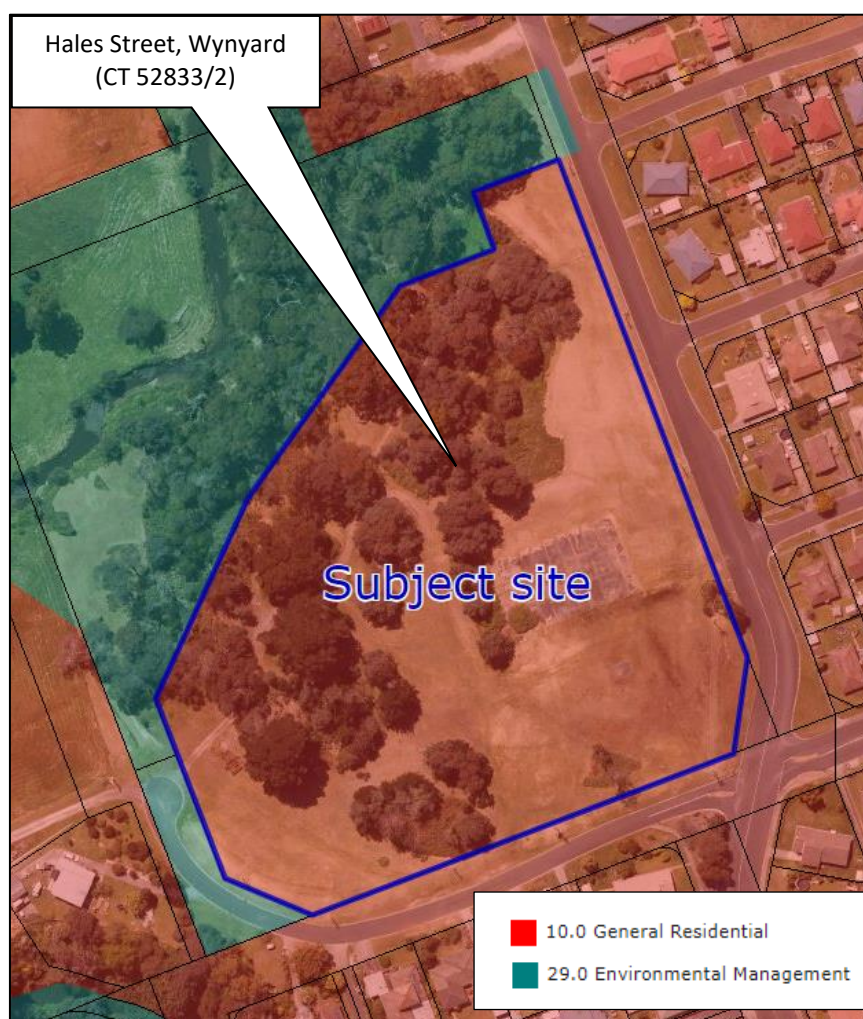 Hales Street, Wynyard
(CT 52833/2)
Subject site
10.0 General Residential
29.0 Environmental Management